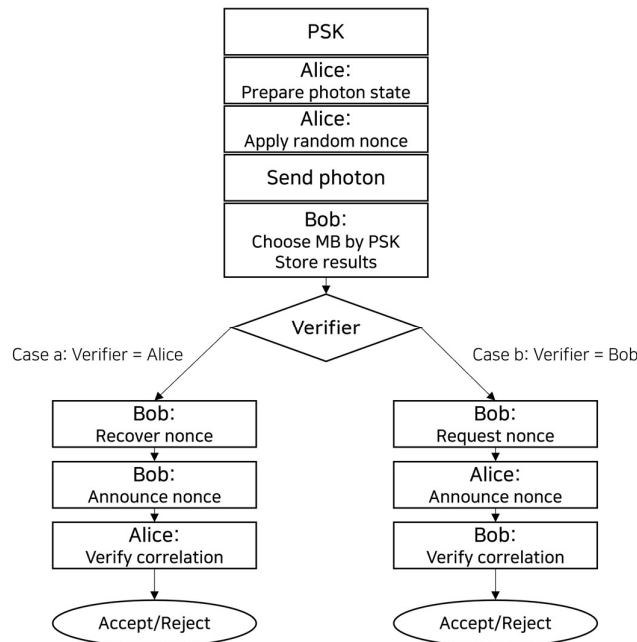 PSK
Alice:
Prepare photon state
Alice:
Apply random nonce
Send photon
Bob:
Choose MB by PSK
Store results
Verifier
Case a: Verifier = Alice
Case b: Verifier = Bob
Bob:
Recover nonce
Bob:
Announce nonce
Alice:
Verify correlation
Accept/Reject
Bob:
Request nonce
Alice:
Announce nonce
Bob:
Verify correlation
Accept/Reject